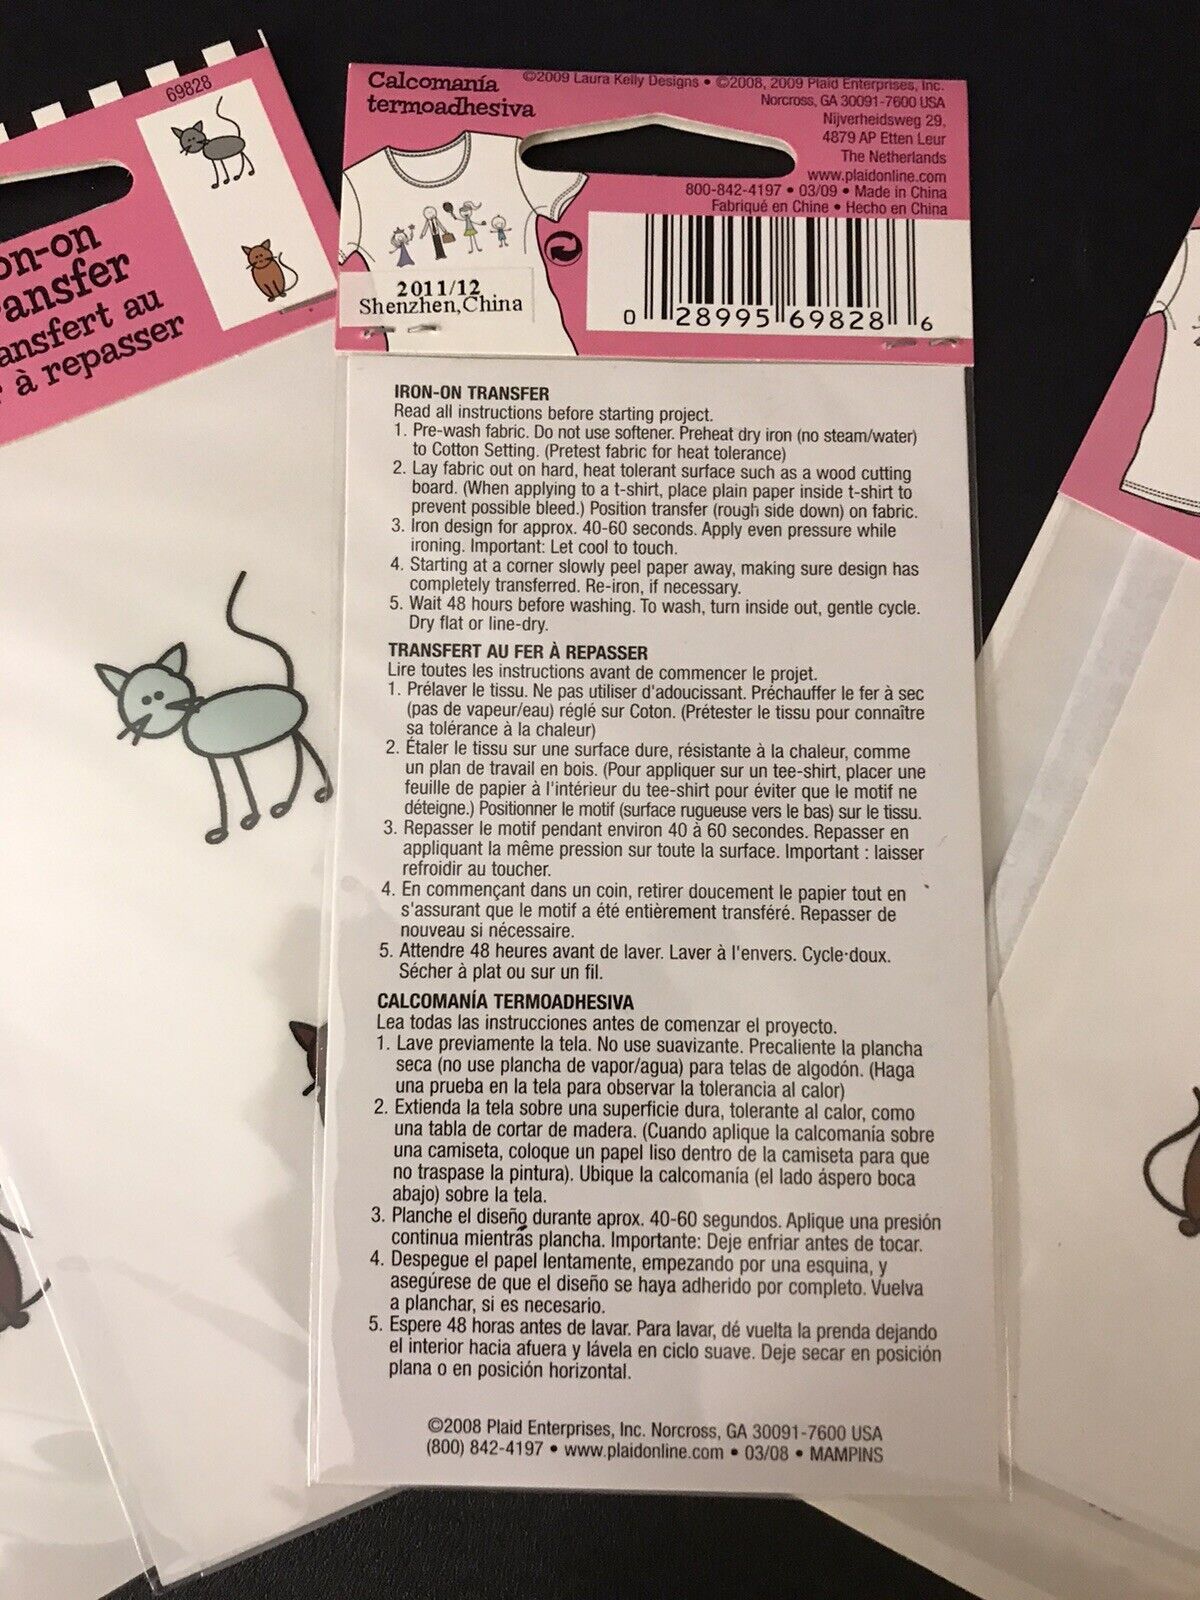 69828
on-on
ansfer
ansfert au
à repasser
Calcomanía
termoadhesiva
©2009 Laura Kelly Designs • ©2008, 2009 Plaid Enterprises, Inc.
Norcross, GA 30091-7600 USA
Nijverheidsweg 29,
4879 AP Etten Leur
The Netherlands
www.plaidonline.com
800-842-4197 • 03/09 • Made in China
Fabriqué en Chine • Hecho en China
2011/12
Shenzhen,China
0 28995 69828 6
IRON-ON TRANSFER
Read all instructions before starting project.
1. Pre-wash fabric. Do not use softener. Preheat dry iron (no steam/water)
to Cotton Setting. (Pretest fabric for heat tolerance)
2. Lay fabric out on hard, heat tolerant surface such as a wood cutting
board. (When applying to a t-shirt, place plain paper inside t-shirt to
prevent possible bleed.) Position transfer (rough side down) on fabric.
3. Iron design for approx. 40-60 seconds. Apply even pressure while
ironing. Important: Let cool to touch.
4. Starting at a corner slowly peel paper away, making sure design has
completely transferred. Re-iron, if necessary.
5. Wait 48 hours before washing. To wash, turn inside out, gentle cycle.
Dry flat or line-dry.
TRANSFERT AU FER À REPASSER
Lire toutes les instructions avant de commencer le projet.
1. Prélaver le tissu. Ne pas utiliser d'adoucissant. Préchauffer le fer à sec
(pas de vapeur/eau) réglé sur Coton. (Prétester le tissu pour connaître
sa tolérance à la chaleur)
2. Étaler le tissu sur une surface dure, résistante à la chaleur, comme
un plan de travail en bois. (Pour appliquer sur un tee-shirt, placer une
feuille de papier à l'intérieur du tee-shirt pour éviter que le motif ne
déteigne.) Positionner le motif (surface rugueuse vers le bas) sur le tissu.
3. Repasser le motif pendant environ 40 à 60 secondes. Repasser en
appliquant la même pression sur toute la surface. Important : laisser
refroidir au toucher.
4. En commençant dans un coin, retirer doucement le papier tout en
s'assurant que le motif a été entièrement transféré. Repasser de
nouveau si nécessaire.
5. Attendre 48 heures avant de laver. Laver à l'envers. Cycle·doux.
Sécher à plat ou sur un fil.
CALCOMANÍA TERMOADHESIVA
Lea todas las instrucciones antes de comenzar el proyecto.
1. Lave previamente la tela. No use suavizante. Precaliente la plancha
seca (no use plancha de vapor/agua) para telas de algodón. (Haga
una prueba en la tela para observar la tolerancia al calor)
2. Extienda la tela sobre una superficie dura, tolerante al calor, como
una tabla de cortar de madera. (Cuando aplique la calcomanía sobre
una camiseta, coloque un papel liso dentro de la camiseta para que
no traspase la pintura). Ubique la calcomanía (el lado áspero boca
abajo) sobre la tela.
3. Planche el diseño durante aprox. 40-60 segundos. Aplique una presión
continua mientras plancha. Importante: Deje enfriar antes de tocar.
4. Despegue el papel lentamente, empezando por una esquina, y
asegúrese de que el diseño se haya adherido por completo. Vuelva
a planchar, si es necesario.
5. Espere 48 horas antes de lavar. Para lavar, dé vuelta la prenda dejando
el interior hacia afuera y lávela en ciclo suave. Deje secar en posición
plana o en posición horizontal.
©2008 Plaid Enterprises, Inc. Norcross, GA 30091-7600 USA
(800) 842-4197 • www.plaidonline.com • 03/08 • MAMPINS